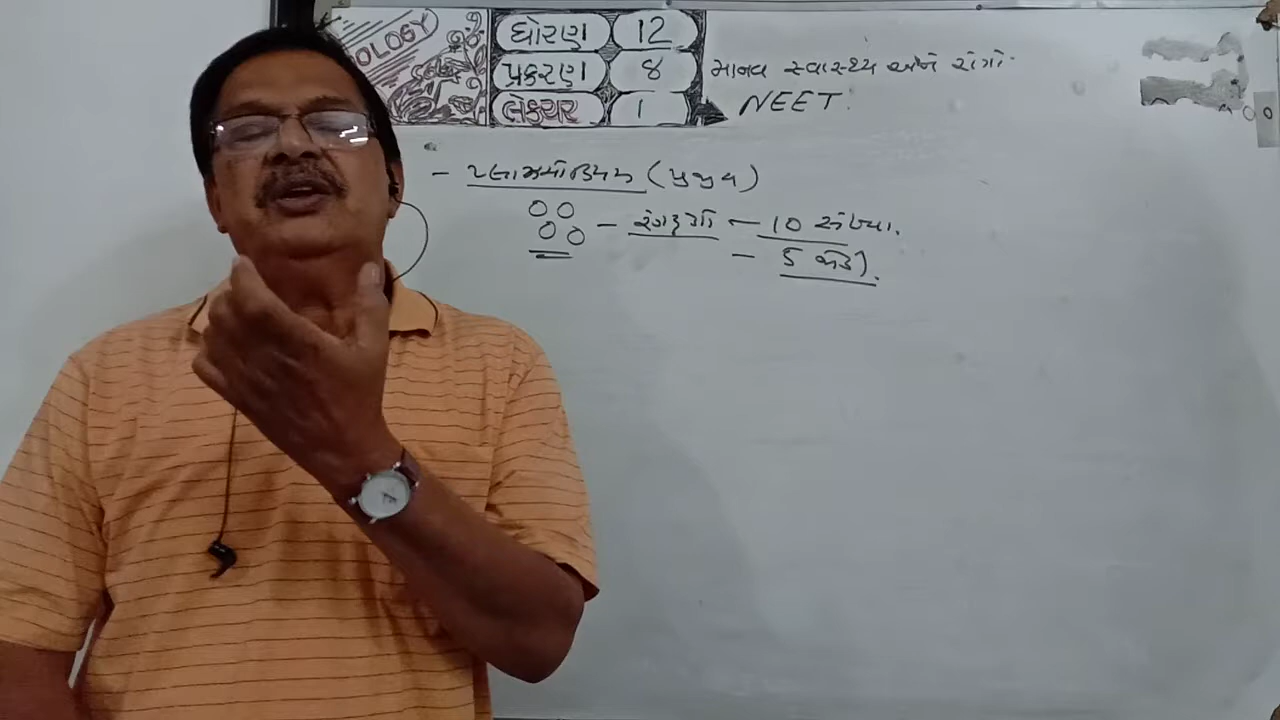 OLOGY
ધોરણ 12
પ્રકરણ 8
લેક્ચર 1
માનવ સ્વાસ્થ્ય અને રોગો
NEET
- પ્લાઝમોડિયમ (પ્રજીવ)
- રંગસૂત્રો - 10 સંખ્યા.
- 5 જોડી.